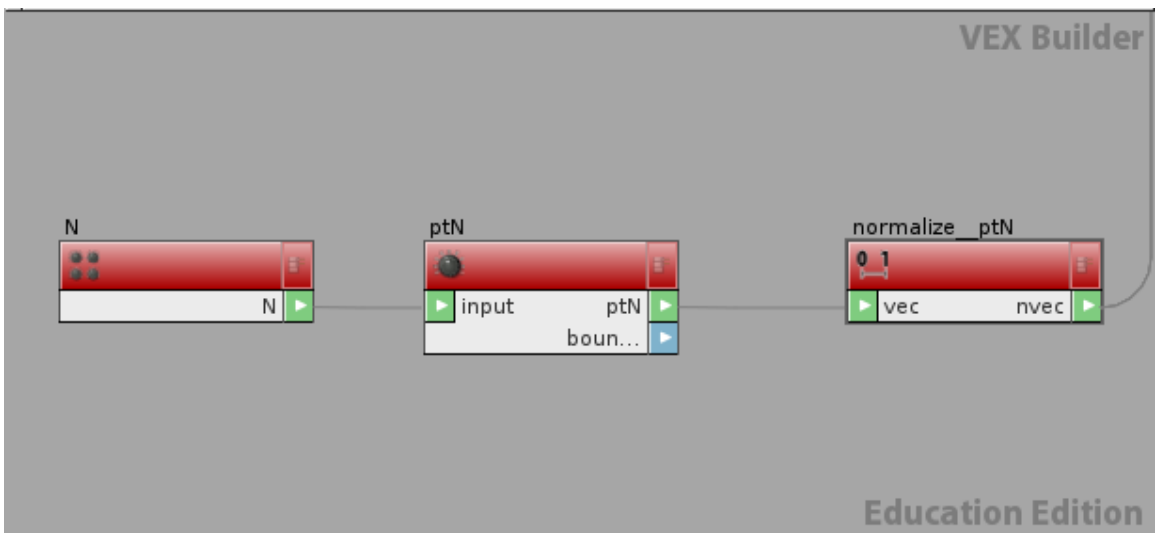 VEX Builder
N
ptN
normalize__ptN
0 1
N
input
ptN
vec
nvec
boun...
Education Edition